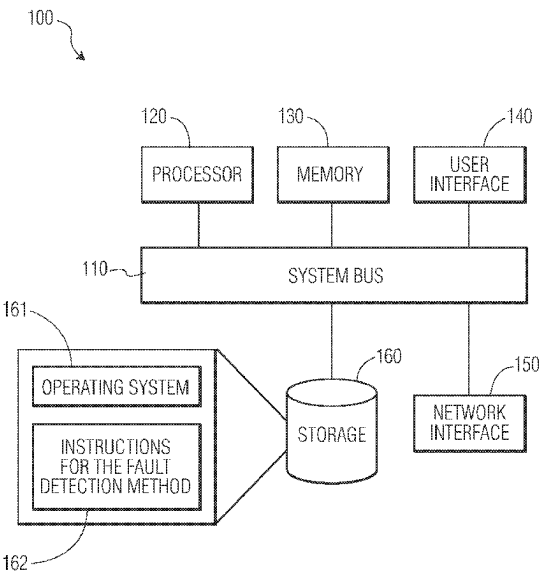 100
120
130
140
PROCESSOR
MEMORY
USER
INTERFACE
110
SYSTEM BUS
161
160
150
OPERATING SYSTEM
STORAGE
NETWORK
INTERFACE
INSTRUCTIONS
FOR THE FAULT
DETECTION METHOD
162